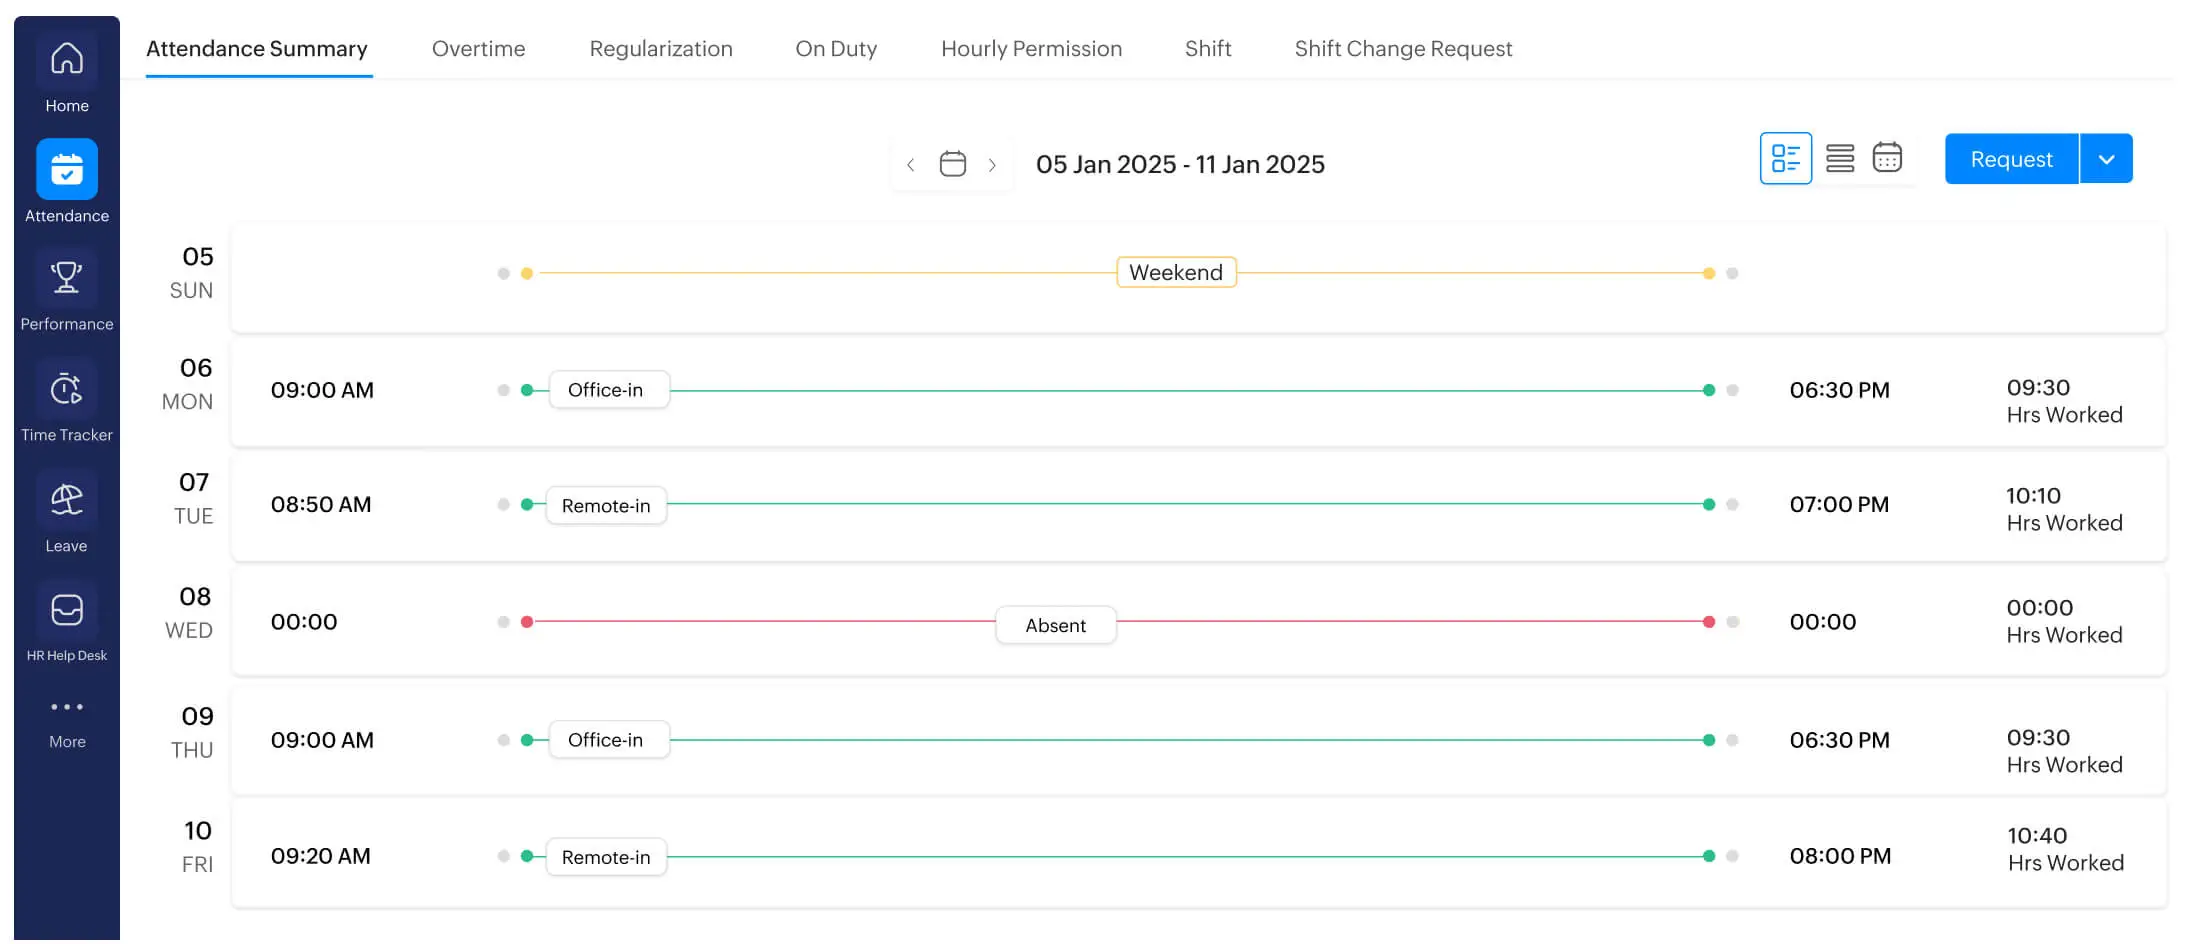 Home
Attendance
Performance
Time Tracker
Leave
HR Help Desk
More
Attendance Summary Overtime Regularization On Duty Hourly Permission Shift Shift Change Request
05 Jan 2025 - 11 Jan 2025 Request
05
SUN
Weekend
06
MON
09:00 AM Office-in 06:30 PM
09:30
Hrs Worked
07
TUE
08:50 AM Remote-in 07:00 PM
10:10
Hrs Worked
08
WED
00:00 Absent 00:00
00:00
Hrs Worked
09
THU
09:00 AM Office-in 06:30 PM
09:30
Hrs Worked
10
FRI
09:20 AM Remote-in 08:00 PM
10:40
Hrs Worked